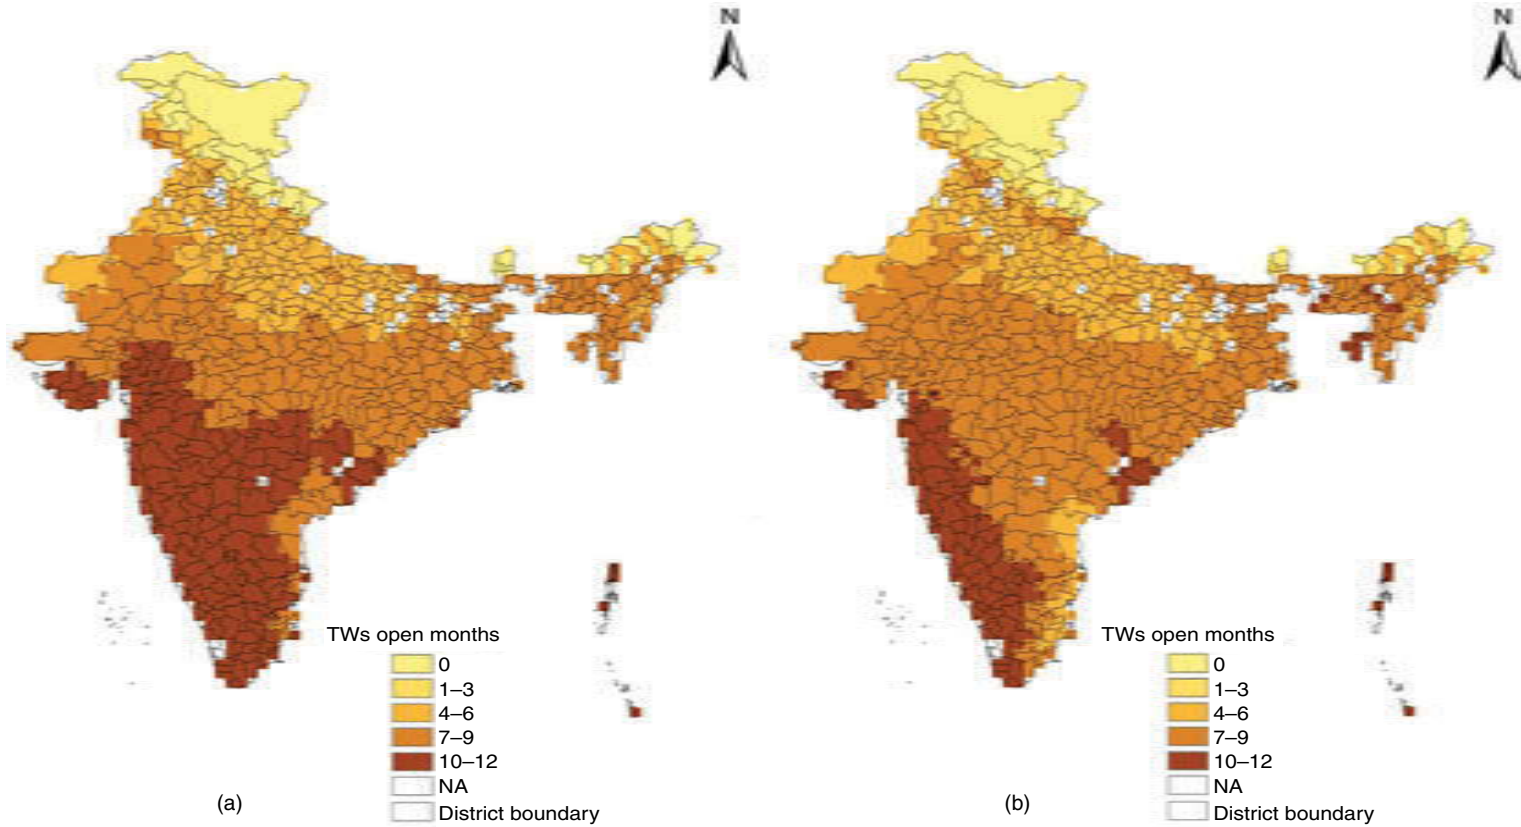 N
N
TWs open months
0
1–3
4–6
7–9
10–12
NA
District boundary
(a)
TWs open months
0
1–3
4–6
7–9
10–12
NA
District boundary
(b)